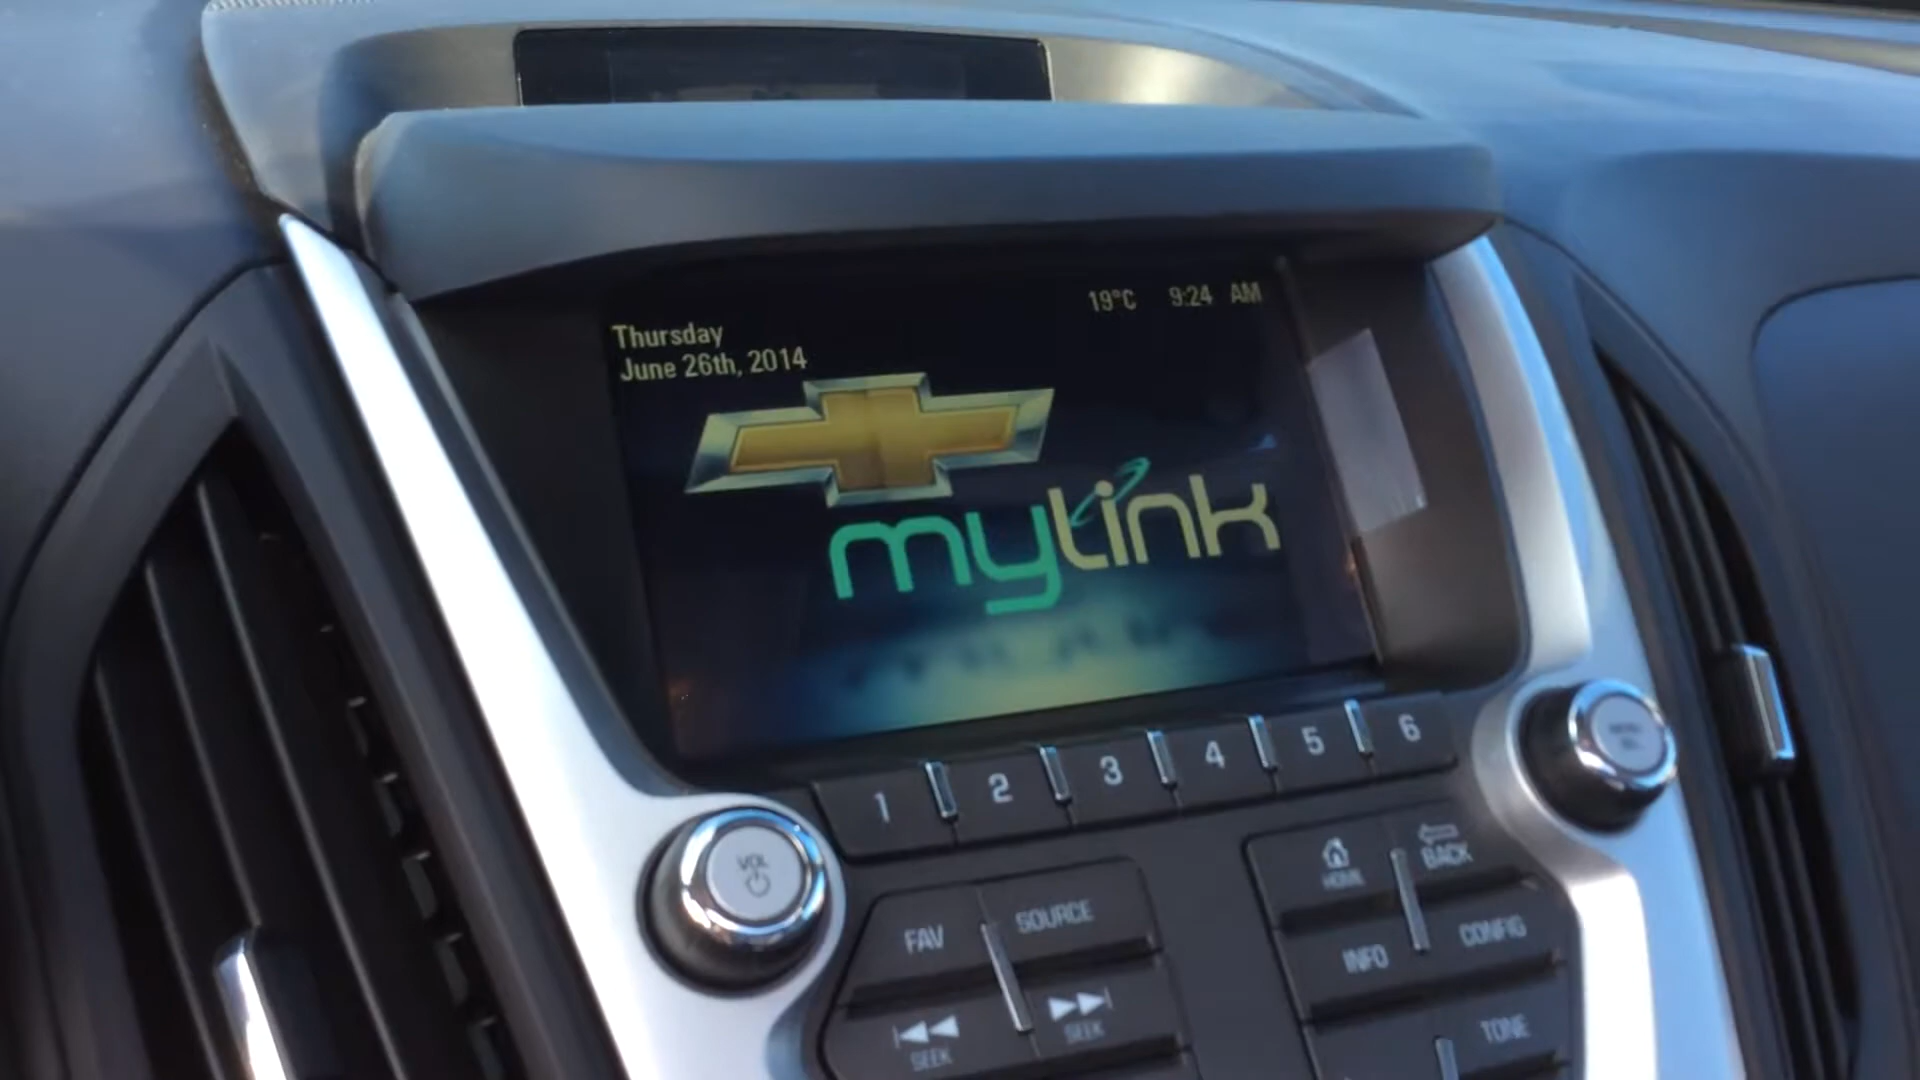 19°C 9:24 AM
Thursday
June 26th, 2014
mylink
1 2 3 4 5 6
VOL
HOME
BACK
FAV
SOURCE
INFO
CONFIG
SEEK
SEEK
TONE